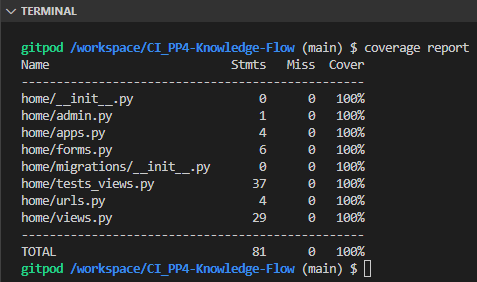 TERMINAL
gitpod /workspace/CI_PP4-Knowledge-Flow (main) $ coverage report
Name                          Stmts   Miss  Cover
-------------------------------------------------
home/__init__.py                  0      0   100%
home/admin.py                     1      0   100%
home/apps.py                      4      0   100%
home/forms.py                     6      0   100%
home/migrations/__init__.py       0      0   100%
home/tests_views.py              37      0   100%
home/urls.py                      4      0   100%
home/views.py                    29      0   100%
-------------------------------------------------
TOTAL                            81      0   100%
gitpod /workspace/CI_PP4-Knowledge-Flow (main) $